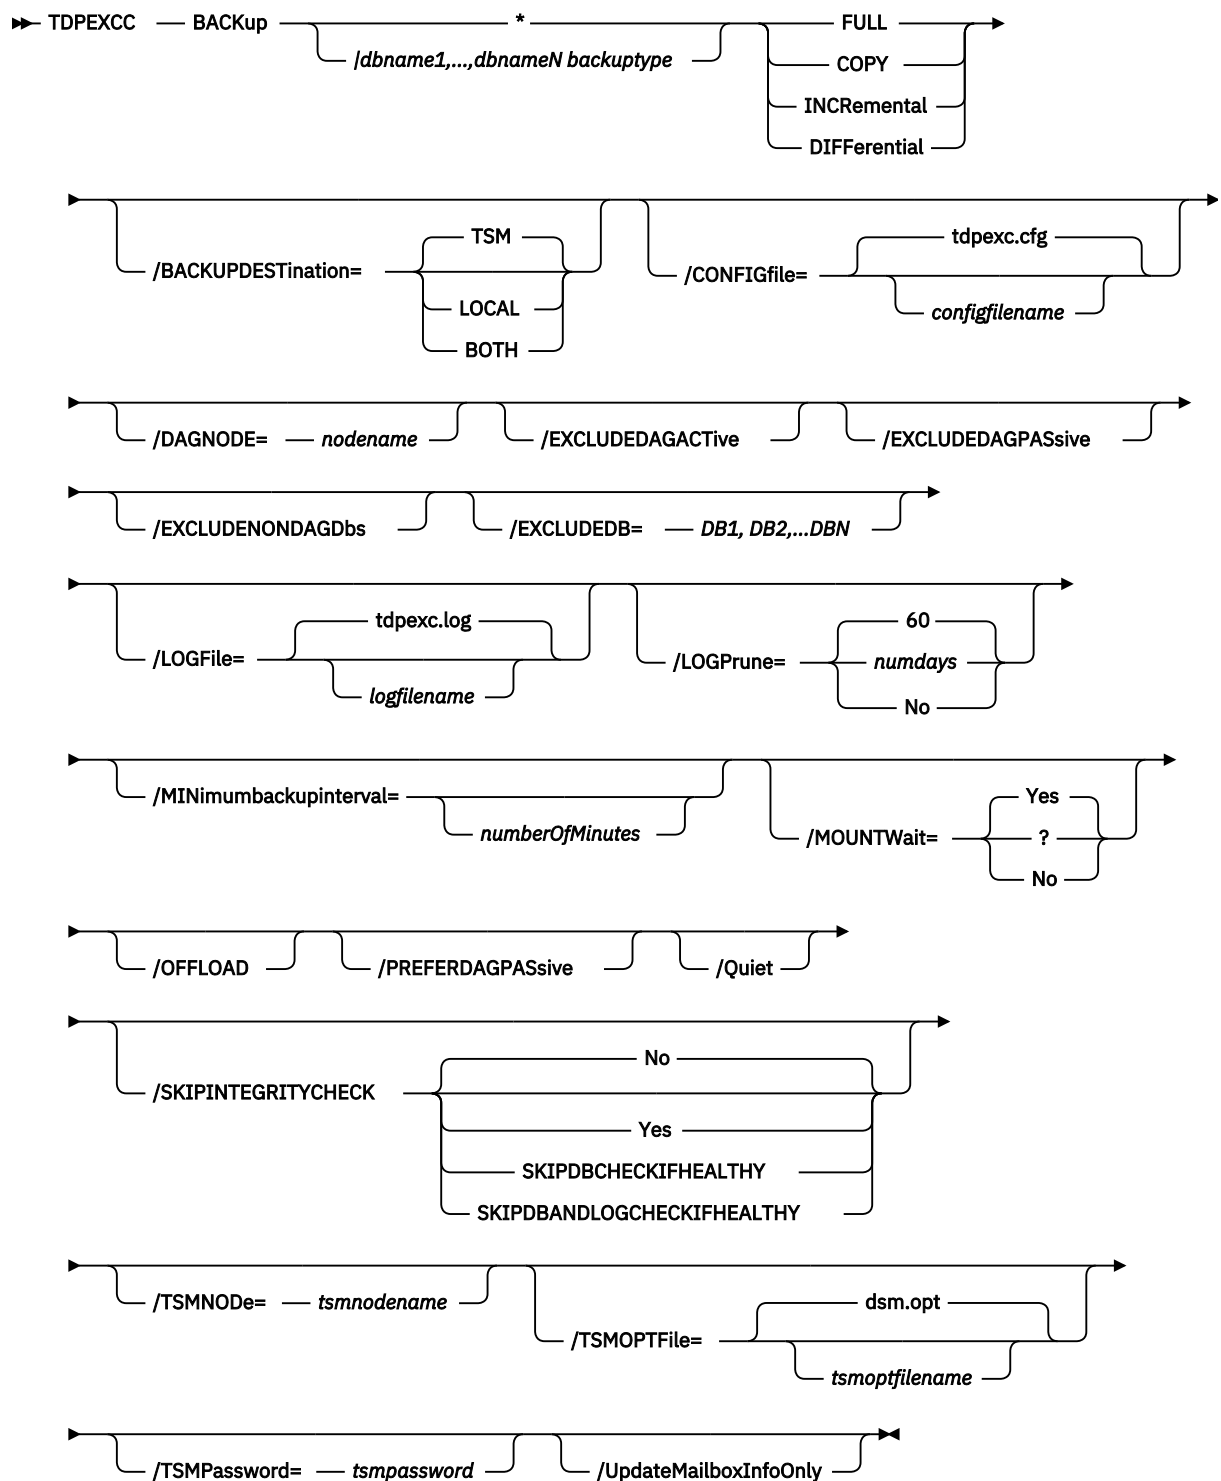 TDPEXCC BACKup * FULL
|dbname1,...,dbnameN backuptype COPY
INCRemental
DIFFerential
/BACKUPDESTination= TSM
LOCAL
BOTH
/CONFIGfile= tdpexc.cfg
configfilename
/DAGNODE= nodename /EXCLUDEDAGACTive /EXCLUDEDAGPASsive
/EXCLUDENONDAGDbs /EXCLUDEDB= DB1, DB2,...DBN
/LOGFile= tdpexc.log
logfilename
/LOGPrune= 60
numdays
No
/MINimumbackupinterval= numberOfMinutes
/MOUNTWait= Yes
?
No
/OFFLOAD /PREFERDAGPASsive /Quiet
/SKIPINTEGRITYCHECK No
Yes
SKIPDBCHECKIFHEALTHY
SKIPDBANDLOGCHECKIFHEALTHY
/TSMNODe= tsmnodename
/TSMOPTFile= dsm.opt
tsmoptfilename
/TSMPassword= tsmpassword /UpdateMailboxInfoOnly